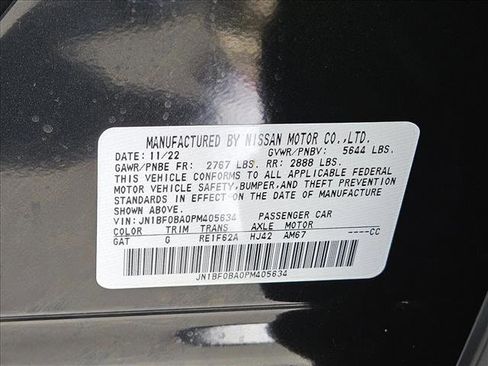 MANUFACTURED BY NISSAN MOTOR CO.,LTD.
DATE: 11/22 GVWR/PNBV: 5644 LBS.
GAWR/PNBE FR: 2767 LBS. RR: 2888 LBS.
THIS VEHICLE CONFORMS TO ALL APPLICABLE FEDERAL
MOTOR VEHICLE SAFETY,BUMPER,AND THEFT PREVENTION
STANDARDS IN EFFECT ON THE DATE OF MANUFACTURE
SHOWN ABOVE.
VIN: JN1BF0BA0PM405634 PASSENGER CAR
COLOR TRIM TRANS AXLE MOTOR
GAT G RE1F62A HJ42 AM67 ----CC
JN1BF0BA0PM405634